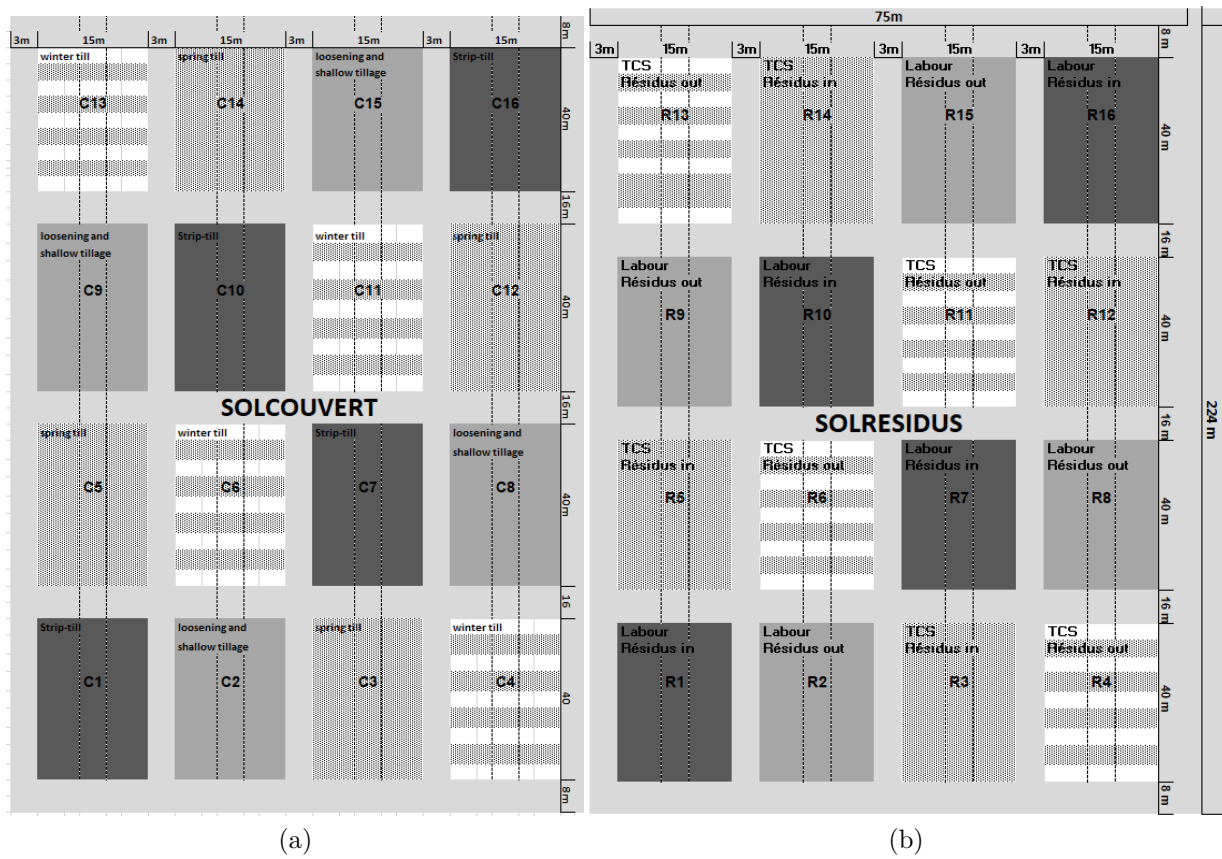 8m
3m 15m 3m 15m 3m 15m 3m 15m
winter till
C13
spring till
C14
loosening and
shallow tillage
C15
Strip-till
C16
40m
16m
loosening and
shallow tillage
C9
Strip-till
C10
winter till
C11
spring till
C12
40m
16m
SOLCOUVERT
spring till
C5
winter till
C6
Strip-till
C7
loosening and
shallow tillage
C8
40m
16
Strip-till
C1
loosening and
shallow tillage
C2
spring till
C3
winter till
C4
40
8m
(a)
75m
8 m
3m 15m 3m 15m 3m 15m 3m 15m
TCS
Résidus out
R13
TCS
Résidus in
R14
Labour
Résidus out
R15
Labour
Résidus in
R16
40 m
16 m
Labour
Résidus out
R9
Labour
Résidus in
R10
TCS
Résidus out
R11
TCS
Résidus in
R12
40 m
16 m
SOLRESIDUS
224 m
TCS
Résidus in
R5
TCS
Résidus out
R6
Labour
Résidus in
R7
Labour
Résidus out
R8
40 m
16 m
Labour
Résidus in
R1
Labour
Résidus out
R2
TCS
Résidus in
R3
TCS
Résidus out
R4
40 m
8 m
(b)